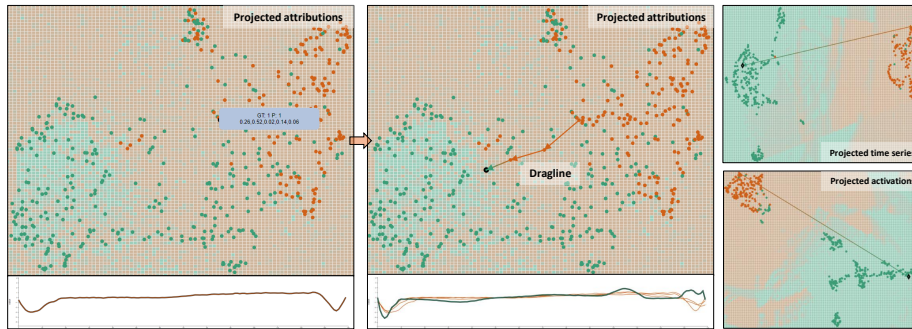 Projected attributions
GT: 1 P: 1
0.26,0.52,0.02,0.14,0.06
Projected attributions
Dragline
Projected time series
Projected activation